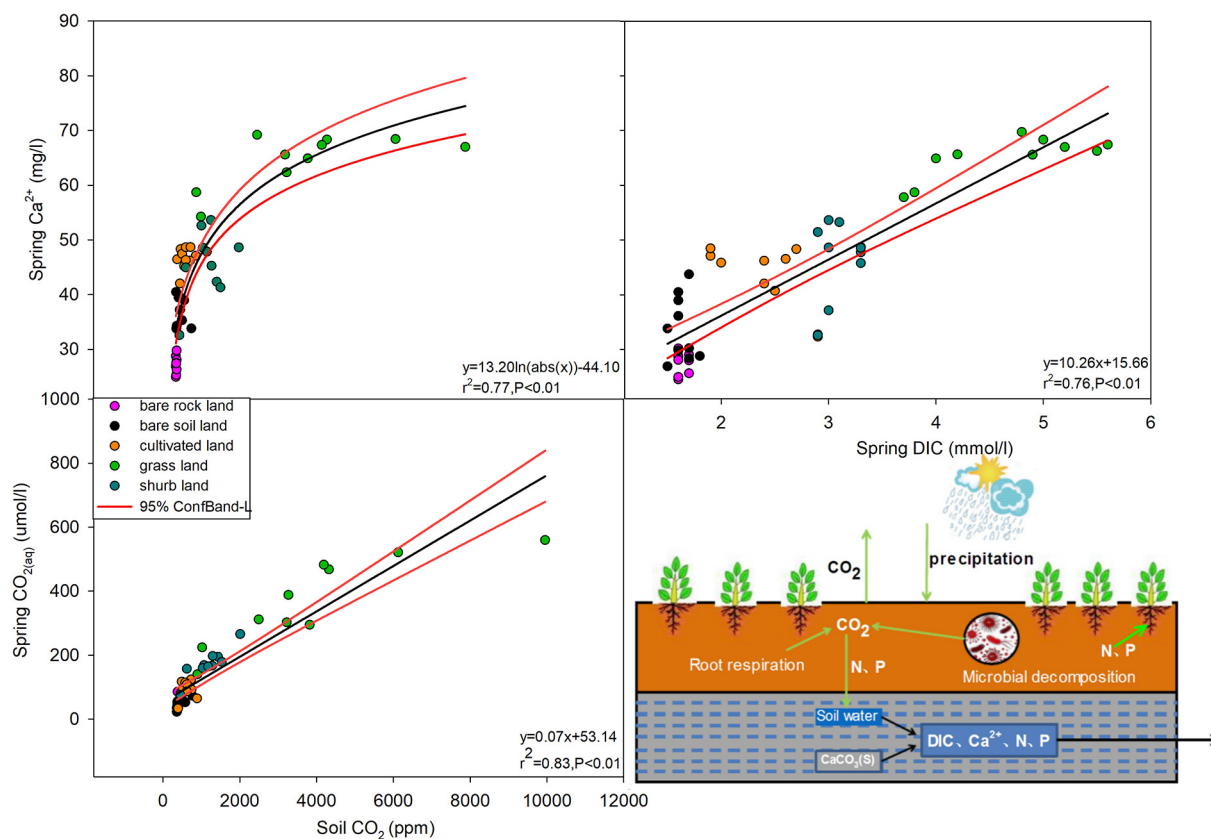 90
80
70
60
50
40
30
Spring Ca²⁺ (mg/l)
y=13.20ln(abs(x))-44.10
r²=0.77,P<0.01
y=10.26x+15.66
r²=0.76,P<0.01
2
3
4
5
6
Spring DIC (mmol/l)
1000
800
600
400
200
0
Spring CO₂(aq) (umol/l)
bare rock land
bare soil land
cultivated land
grass land
shurb land
95% ConfBand-L
y=0.07x+53.14
r²=0.83,P<0.01
0
2000
4000
6000
8000
10000
12000
Soil CO₂ (ppm)
CO₂
precipitation
CO₂
Root respiration
N、P
Microbial decomposition
N、P
Soil water
DIC、Ca²⁺、N、P
CaCO₃(S)